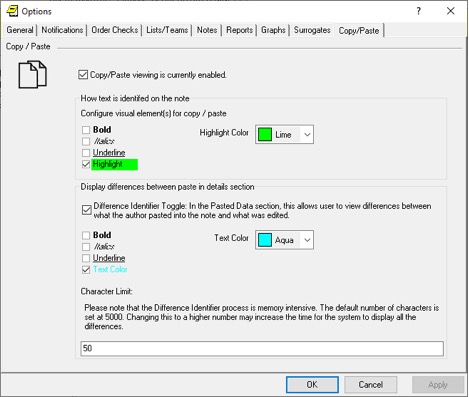 Options
General Notifications Order Checks Lists/Teams Notes Reports Graphs Surrogates Copy/Paste
Copy / Paste
Copy/Paste viewing is currently enabled.
How text is identifed on the note
Configure visual element(s) for copy / paste
Bold
Italics
Underline
Highlight
Highlight Color
Lime
Display differences between paste in details section
Difference Identifier Toggle: In the Pasted Data section, this allows user to view differences between
what the author pasted into the note and what was edited.
Bold
Italics
Underline
Text Color
Text Color
Aqua
Character Limit:
Please note that the Difference Identifier process is memory intensive. The default number of characters is
set at 5000. Changing this to a higher number may increase the time for the system to display all the
differences.
50
OK Cancel Apply